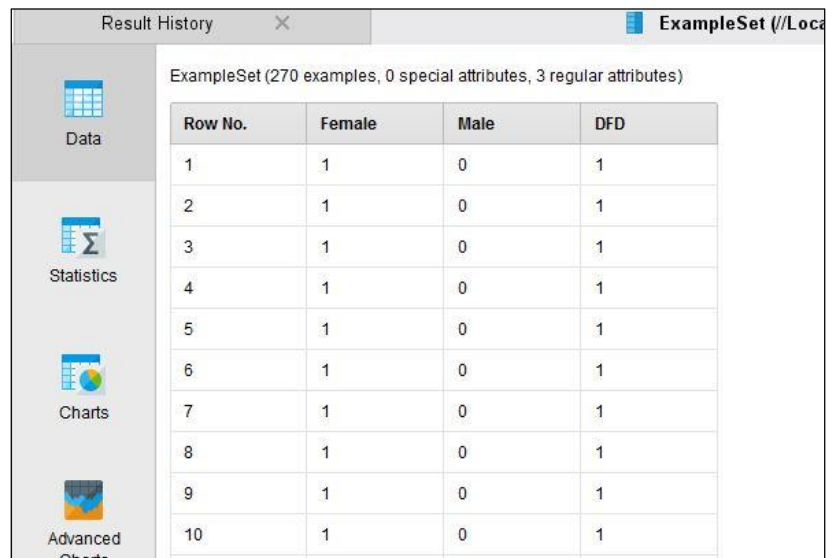 Result History
ExampleSet (//Loca
ExampleSet (270 examples, 0 special attributes, 3 regular attributes)
Data
Statistics
Charts
Advanced
Charts
Row No. Female Male DFD
1 1 0 1
2 1 0 1
3 1 0 1
4 1 0 1
5 1 0 1
6 1 0 1
7 1 0 1
8 1 0 1
9 1 0 1
10 1 0 1